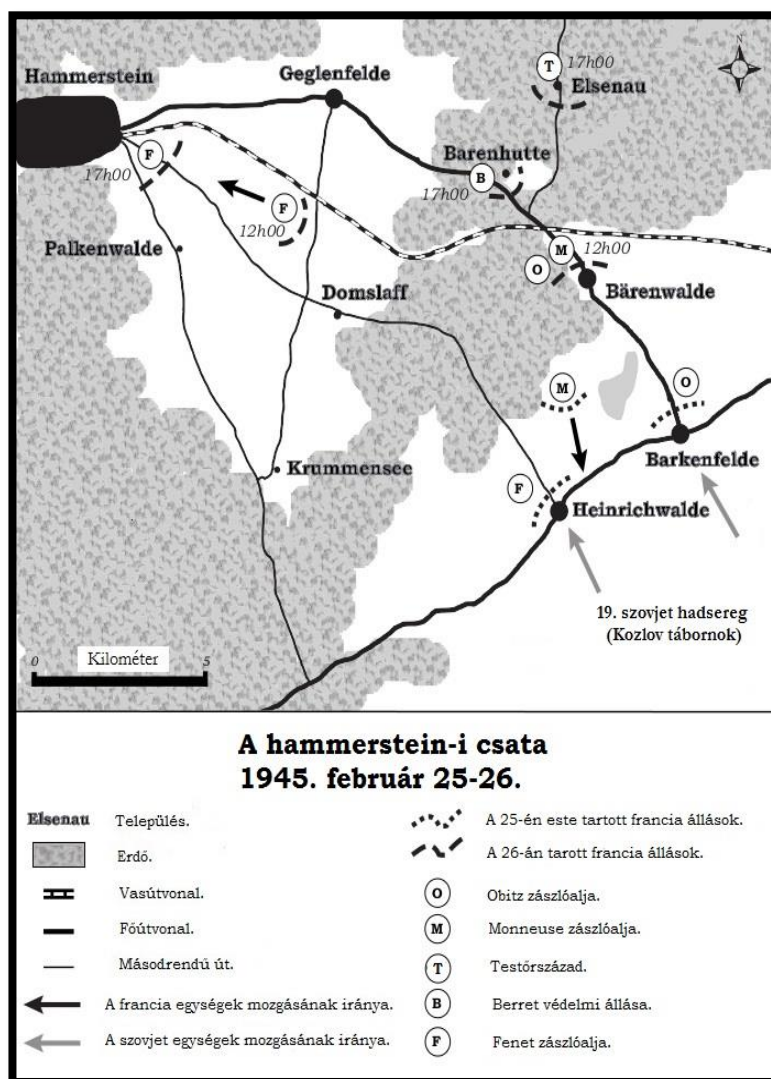 N
17h00
T
Elsenau
Hammerstein
Geglenfelde
Barenhutte
B
17h00
F
17h00
F
12h00
M
12h00
O
Palkenwalde
Bärenwalde
Domslaff
M
O
Barkenfelde
Krummensee
F
Heinrichwalde
19. szovjet hadsereg
(Kozlov tábornok)
0
Kilométer
5
A hammerstein-i csata
1945. február 25-26.
Elsenau
Település.
Erdő.
Vasútvonal.
Főútvonal.
Másodrendű út.
A francia egységek mozgásának iránya.
A szovjet egységek mozgásának iránya.
A 25-én este tartott francia állások.
A 26-án tarott francia állások.
O
Obitz zászlóalja.
M
Monneuse zászlóalja.
T
Testőrszázad.
B
Berret védelmi állása.
F
Fenet zászlóalja.